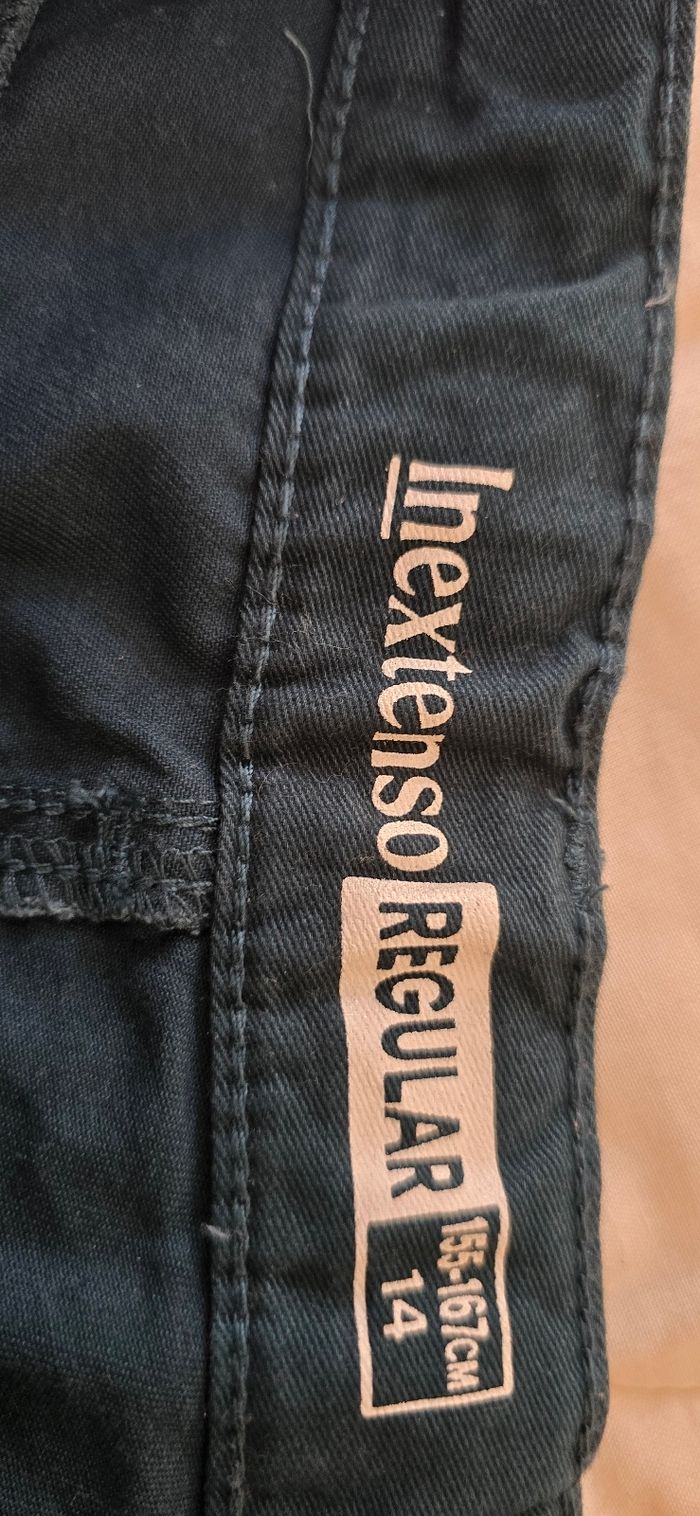 Inextenso
REGULAR
155-167CM
14